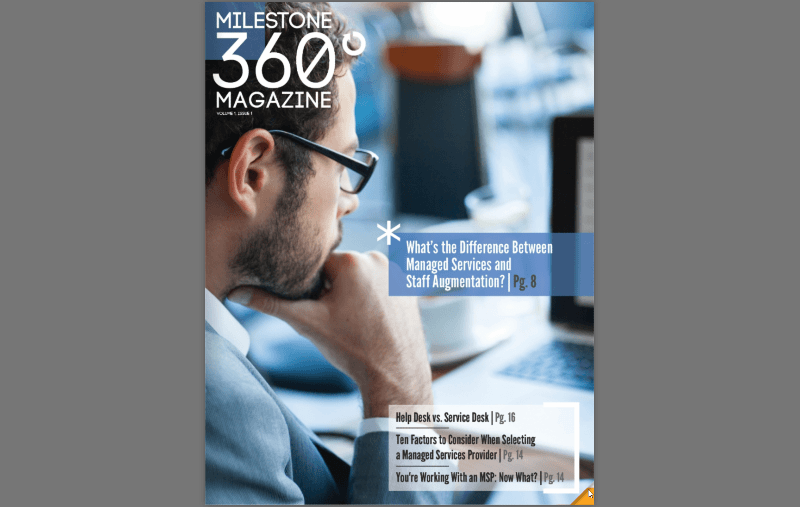 MILESTONE
360°
MAGAZINE
VOLUME 1, ISSUE 1
*
What's the Difference Between
Managed Services and
Staff Augmentation? | Pg. 8
Help Desk vs. Service Desk | Pg. 16
Ten Factors to Consider When Selecting
a Managed Services Provider | Pg. 14
You're Working With an MSP: Now What? | Pg. 14